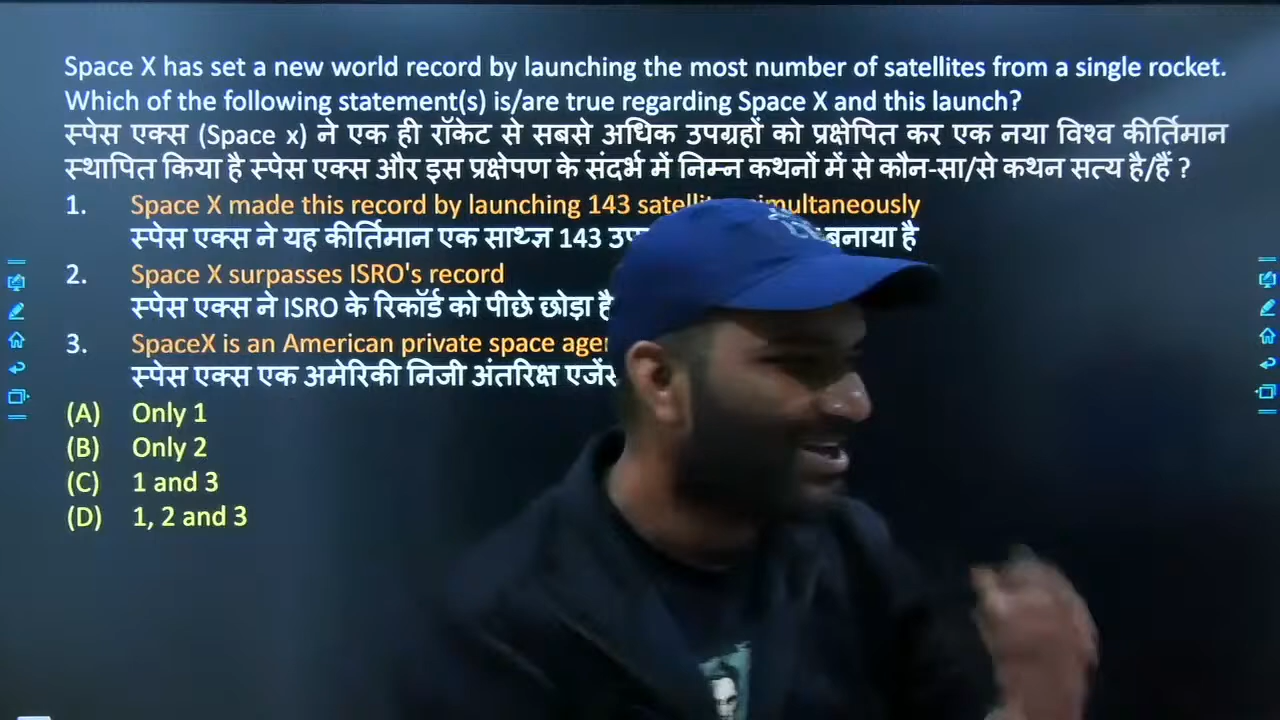 Space X has set a new world record by launching the most number of satellites from a single rocket.
Which of the following statement(s) is/are true regarding Space X and this launch?
स्पेस एक्स (Space x) ने एक ही रॉकेट से सबसे अधिक उपग्रहों को प्रक्षेपित कर एक नया विश्व कीर्तिमान
स्थापित किया है स्पेस एक्स और इस प्रक्षेपण के संदर्भ में निम्न कथनों में से कौन-सा/से कथन सत्य है/हैं ?
1. Space X made this record by launching 143 simultaneously
स्पेस एक्स ने यह कीर्तिमान एक साथ्ज्ञ 143 बनाया है
2. Space X surpasses ISRO's record
स्पेस एक्स ने ISRO के रिकॉर्ड को पीछे छोड़ा है
3. SpaceX is an American private space
स्पेस एक्स एक अमेरिकी निजी अंतरिक्ष
(A) Only 1
(B) Only 2
(C) 1 and 3
(D) 1, 2 and 3